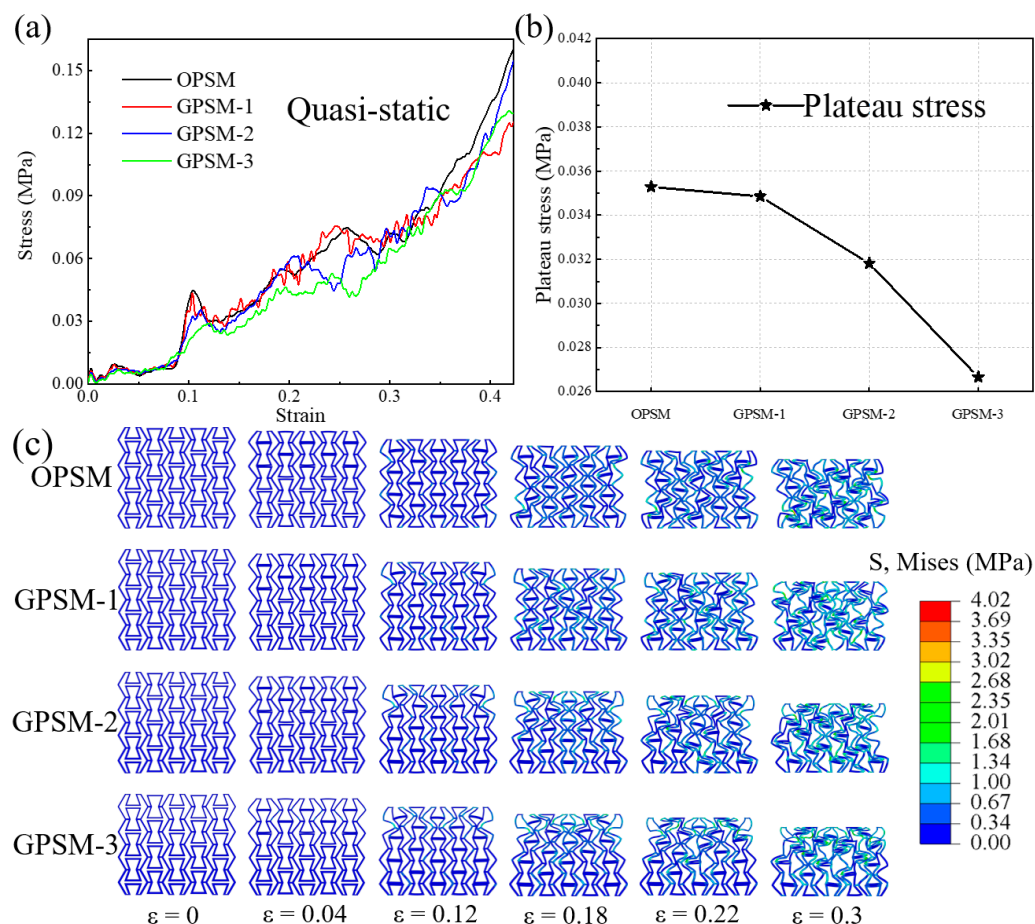 (a)
0.15
0.12
0.09
0.06
0.03
0.00
Stress (MPa)
OPSM
GPSM-1
GPSM-2
GPSM-3
Quasi-static
0.0
0.1
0.2
0.3
0.4
Strain
(b)
0.042
0.040
0.038
0.036
0.034
0.032
0.030
0.028
0.026
Plateau stress (MPa)
Plateau stress
OPSM
GPSM-1
GPSM-2
GPSM-3
(c)
OPSM
GPSM-1
GPSM-2
GPSM-3
ε = 0
ε = 0.04
ε = 0.12
ε = 0.18
ε = 0.22
ε = 0.3
S, Mises (MPa)
4.02
3.69
3.35
3.02
2.68
2.35
2.01
1.68
1.34
1.00
0.67
0.34
0.00